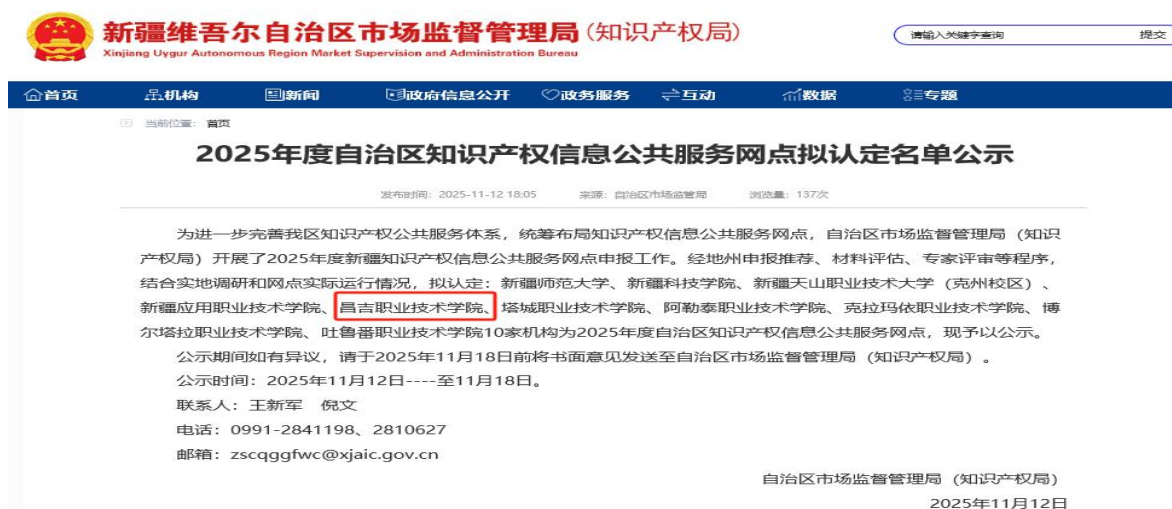 新疆维吾尔自治区市场监督管理局(知识产权局)
Xinjiang Uygur Autonomous Region Market Supervision and Administration Bureau
请输入关键字查询
提交
首页 机构 新闻 政府信息公开 政务服务 互动 数据 专题
当前位置: 首页
2025年度自治区知识产权信息公共服务网点拟认定名单公示
发布时间: 2025-11-12 18:05 来源: 自治区市场监管局 浏览量: 137次
为进一步完善我区知识产权公共服务体系，统筹布局知识产权信息公共服务网点，自治区市场监督管理局（知识
产权局）开展了2025年度新疆知识产权信息公共服务网点申报工作。经地州申报推荐、材料评估、专家评审等程序，
结合实地调研和网点实际运行情况，拟认定：新疆师范大学、新疆科技学院、新疆天山职业技术大学（克州校区）、
新疆应用职业技术学院、昌吉职业技术学院、塔城职业技术学院、阿勒泰职业技术学院、克拉玛依职业技术学院、博
尔塔拉职业技术学院、吐鲁番职业技术学院10家机构为2025年度自治区知识产权信息公共服务网点，现予以公示。
公示期间如有异议，请于2025年11月18日前将书面意见发送至自治区市场监督管理局（知识产权局）。
公示时间：2025年11月12日----至11月18日。
联系人：王新军 倪文
电话：0991-2841198、2810627
邮箱：zscqggfwc@xjaic.gov.cn
自治区市场监督管理局（知识产权局）
2025年11月12日